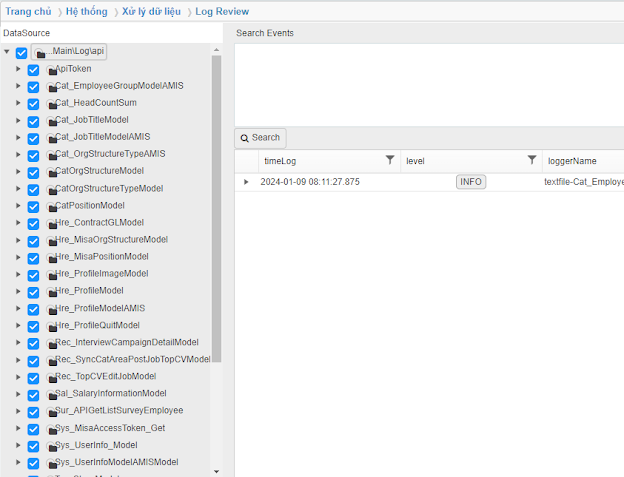 Trang chủ 〉 Hệ thống 〉 Xử lý dữ liệu 〉 Log Review
DataSource
...Main\Log\api
ApiToken
Cat_EmployeeGroupModelAMIS
Cat_HeadCountSum
Cat_JobTitleModel
Cat_JobTitleModelAMIS
Cat_OrgStructureTypeAMIS
CatOrgStructureModel
CatOrgStructureTypeModel
CatPositionModel
Hre_ContractGLModel
Hre_MisaOrgStructureModel
Hre_MisaPositionModel
Hre_ProfileImageModel
Hre_ProfileModel
Hre_ProfileModelAMIS
Hre_ProfileQuitModel
Rec_InterviewCampaignDetailModel
Rec_SyncCatAreaPostJobTopCVModel
Rec_TopCVEditJobModel
Sal_SalaryInformationModel
Sur_APIGetListSurveyEmployee
Sys_MisaAccessToken_Get
Sys_UserInfo_Model
Sys_UserInfoModelAMISModel
Search Events
Search
timeLog level loggerName
2024-01-09 08:11:27.875 INFO textfile-Cat_Employe